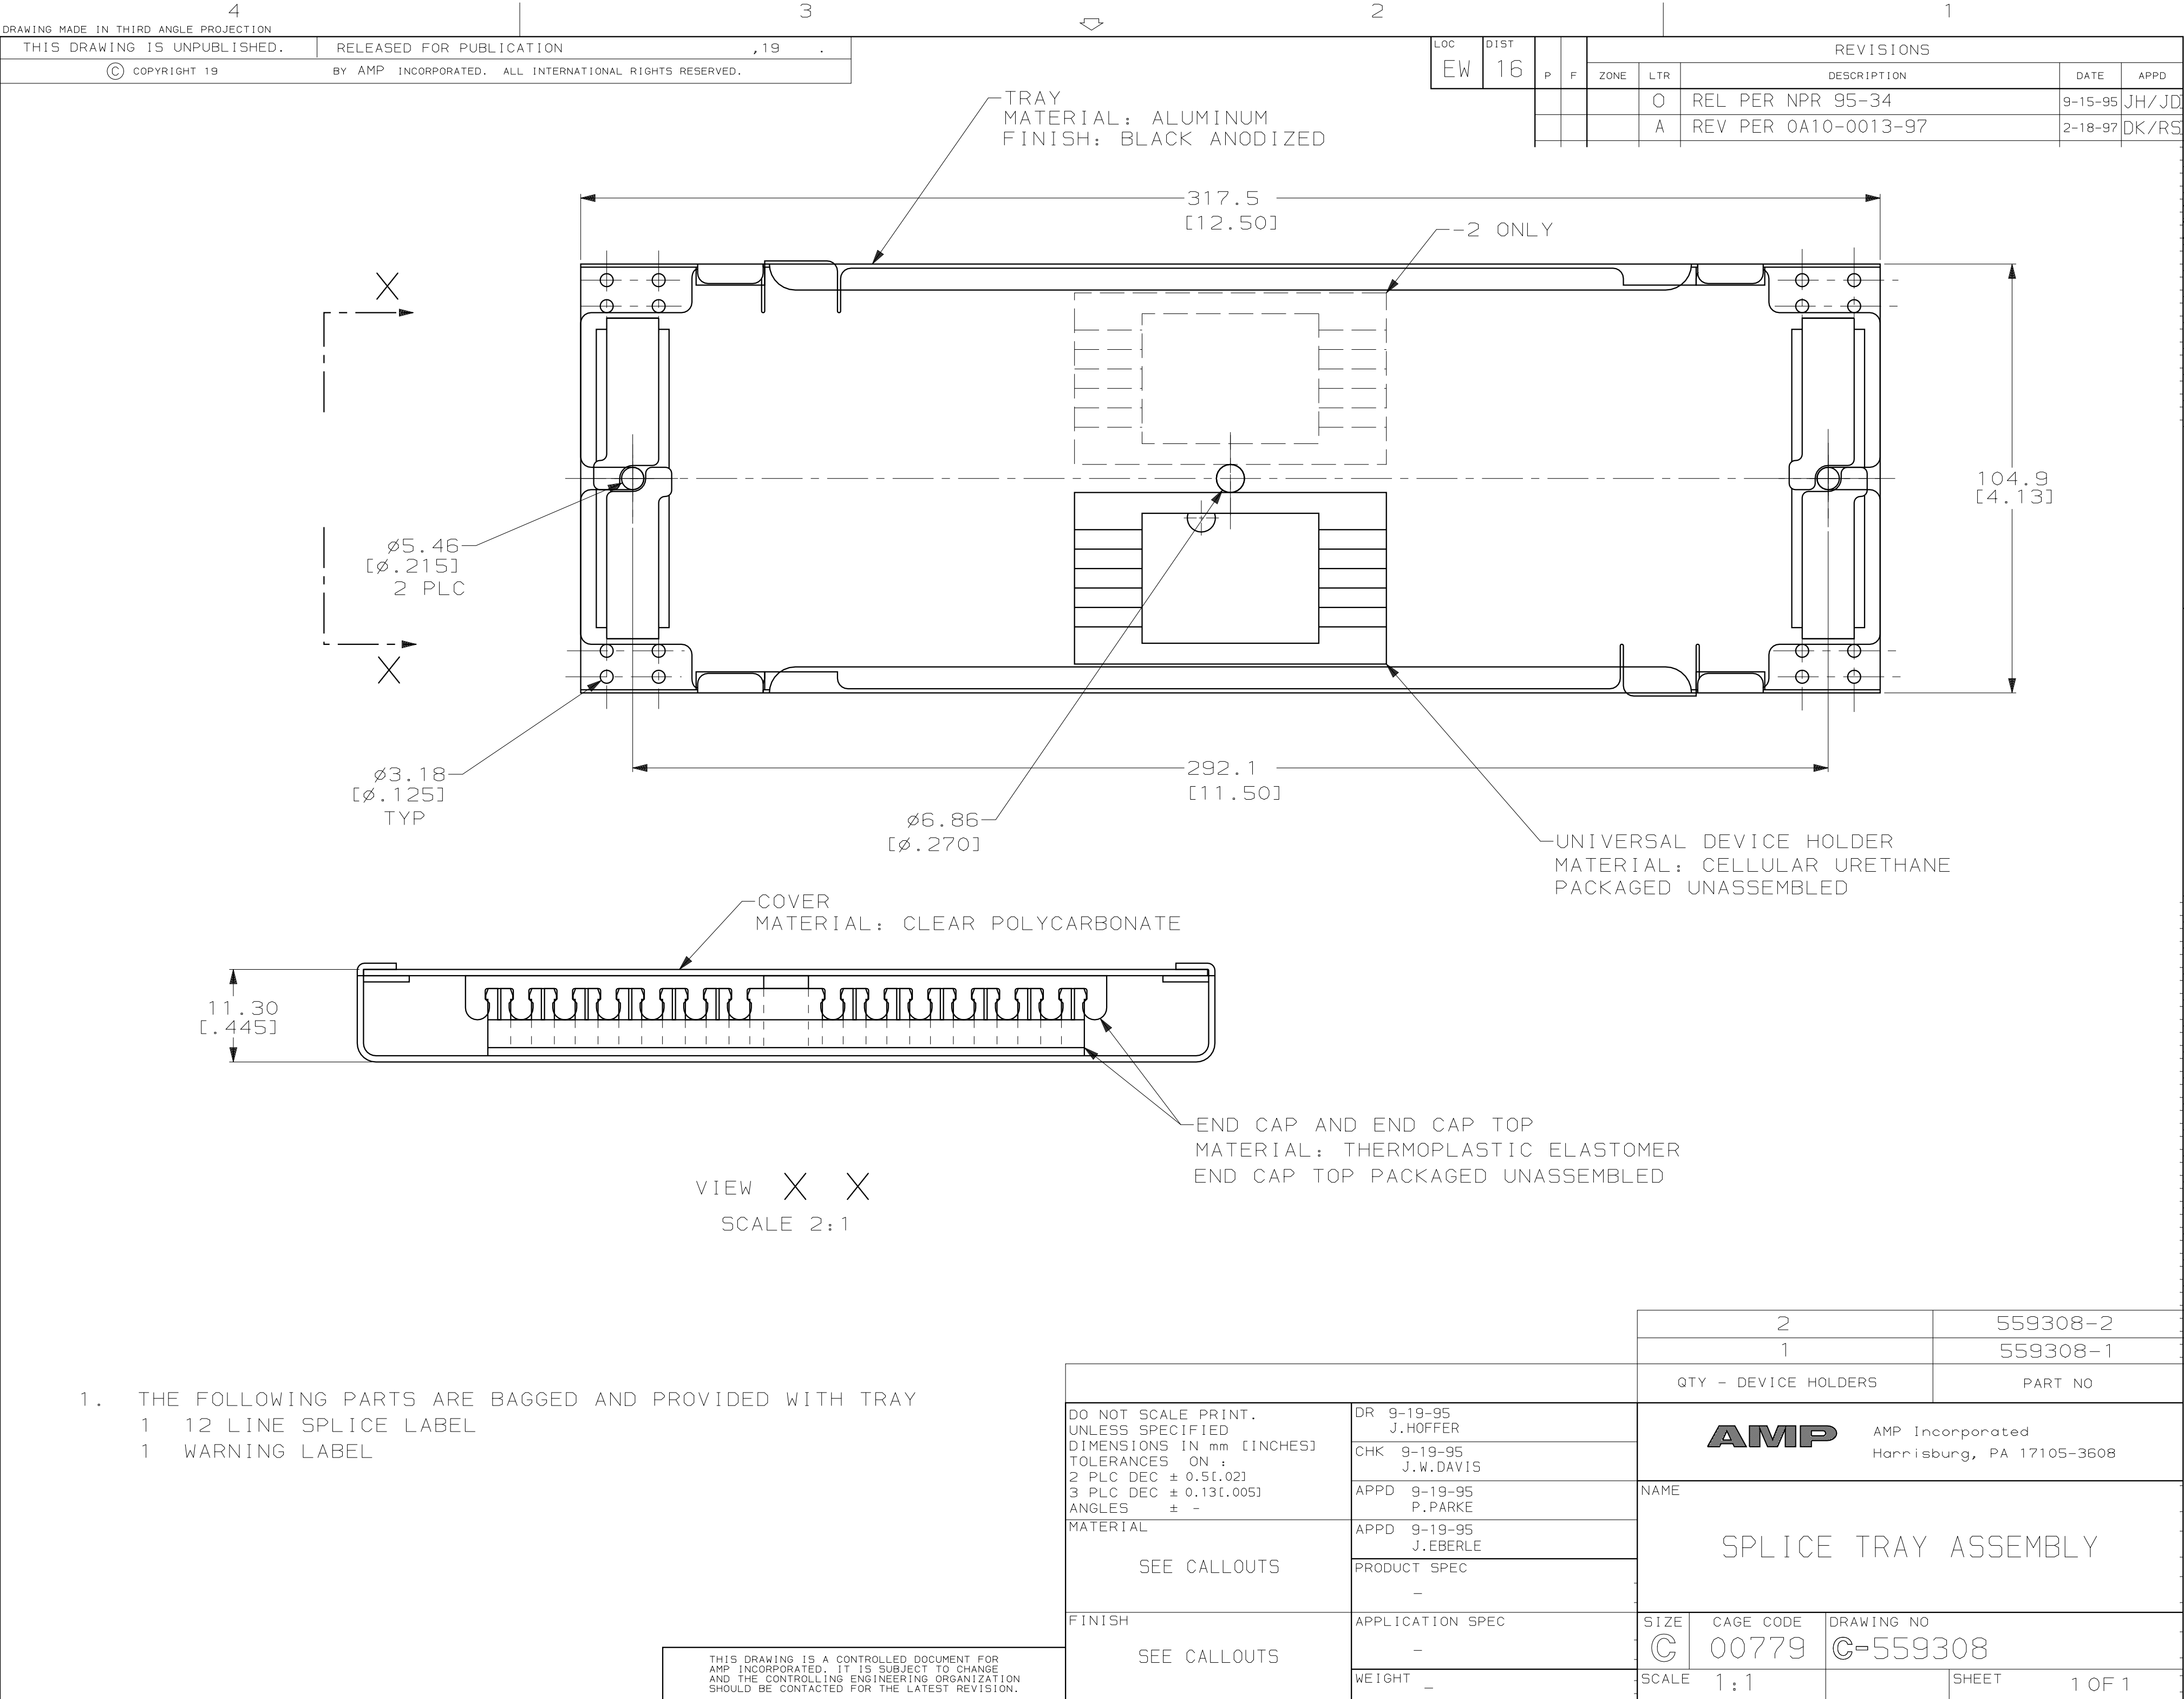 4 3 2 1
DRAWING MADE IN THIRD ANGLE PROJECTION
THIS DRAWING IS UNPUBLISHED. RELEASED FOR PUBLICATION ,19 .
© COPYRIGHT 19 BY AMP INCORPORATED. ALL INTERNATIONAL RIGHTS RESERVED.
LOC DIST
EW 16
REVISIONS
P F ZONE LTR DESCRIPTION DATE APPD
O REL PER NPR 95-34 9-15-95 JH/JD
A REV PER 0A10-0013-97 2-18-97 DK/RS
TRAY
MATERIAL: ALUMINUM
FINISH: BLACK ANODIZED
317.5
[12.50]
-2 ONLY
X
104.9
[4.13]
ø5.46
[ø.215]
2 PLC
X
ø3.18
[ø.125]
TYP
292.1
[11.50]
ø6.86
[ø.270]
UNIVERSAL DEVICE HOLDER
MATERIAL: CELLULAR URETHANE
PACKAGED UNASSEMBLED
COVER
MATERIAL: CLEAR POLYCARBONATE
11.30
[.445]
END CAP AND END CAP TOP
MATERIAL: THERMOPLASTIC ELASTOMER
END CAP TOP PACKAGED UNASSEMBLED
VIEW X X
SCALE 2:1
2 559308-2
1 559308-1
QTY - DEVICE HOLDERS PART NO
1. THE FOLLOWING PARTS ARE BAGGED AND PROVIDED WITH TRAY
1 12 LINE SPLICE LABEL
1 WARNING LABEL
DO NOT SCALE PRINT.
UNLESS SPECIFIED
DIMENSIONS IN mm [INCHES]
TOLERANCES ON :
2 PLC DEC ± 0.5[.02]
3 PLC DEC ± 0.13[.005]
ANGLES ± -
MATERIAL
SEE CALLOUTS
FINISH
SEE CALLOUTS
DR 9-19-95
J.HOFFER
CHK 9-19-95
J.W.DAVIS
APPD 9-19-95
P.PARKE
APPD 9-19-95
J.EBERLE
PRODUCT SPEC
-
APPLICATION SPEC
-
WEIGHT -
AMP
AMP Incorporated
Harrisburg, PA 17105-3608
NAME
SPLICE TRAY ASSEMBLY
SIZE CAGE CODE DRAWING NO
C 00779 C-559308
SCALE 1:1 SHEET 1 OF 1
THIS DRAWING IS A CONTROLLED DOCUMENT FOR
AMP INCORPORATED. IT IS SUBJECT TO CHANGE
AND THE CONTROLLING ENGINEERING ORGANIZATION
SHOULD BE CONTACTED FOR THE LATEST REVISION.